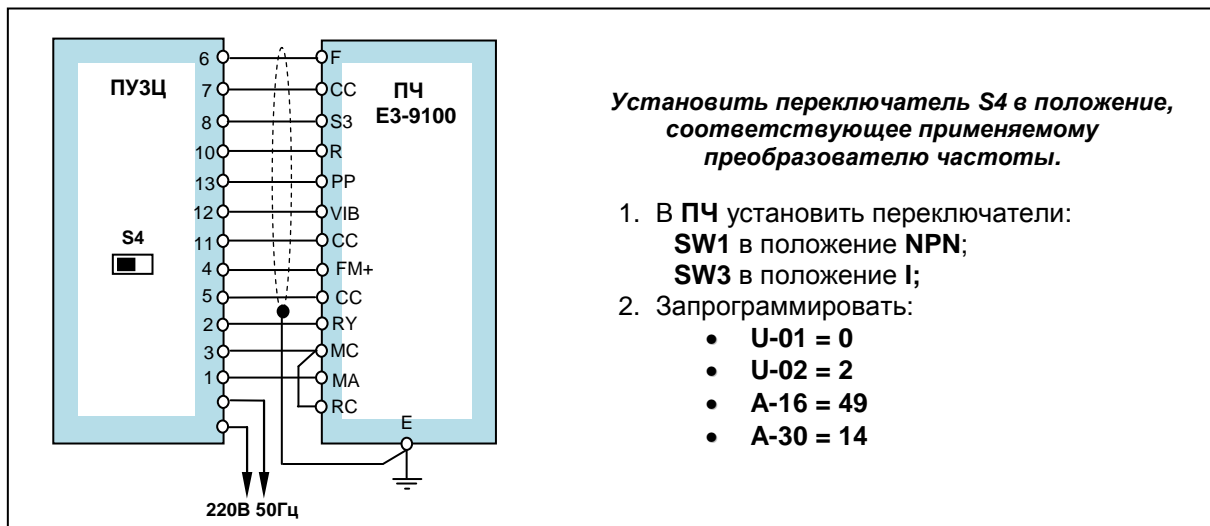 ПУЗЦ
S4
6
7
8
10
13
12
11
4
5
2
3
1
220В 50Гц
ПЧ
Е3-9100
F
CC
S3
R
PP
VIB
CC
FM+
CC
RY
MC
MA
RC
E
Установить переключатель S4 в положение,
соответствующее применяемому
преобразователю частоты.
1. В ПЧ установить переключатели:
SW1 в положение NPN;
SW3 в положение I;
2. Запрограммировать:
• U-01 = 0
• U-02 = 2
• A-16 = 49
• A-30 = 14